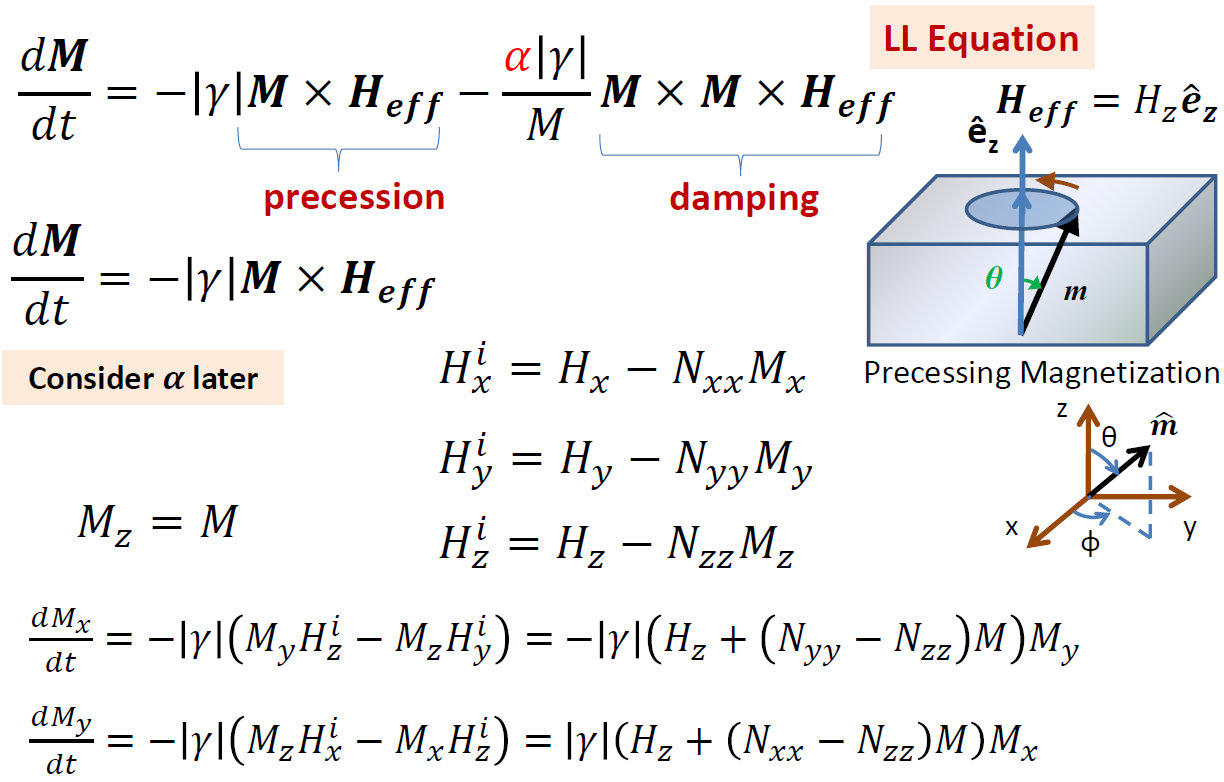 LL Equation
d𝑴/dt = −|γ|𝑴 × 𝑯_eff − α|γ|/M 𝑴 × 𝑴 × 𝑯_eff
precession
damping
𝑯_eff = H_z ê_z
ê_z
θ
m
Precessing Magnetization
d𝑴/dt = −|γ|𝑴 × 𝑯_eff
Consider α later
H_x^i = H_x − N_xx M_x
H_y^i = H_y − N_yy M_y
M_z = M
H_z^i = H_z − N_zz M_z
z
θ
m̂
x
ϕ
y
dM_x/dt = −|γ|(M_y H_z^i − M_z H_y^i) = −|γ|(H_z + (N_yy − N_zz)M)M_y
dM_y/dt = −|γ|(M_z H_x^i − M_x H_z^i) = |γ|(H_z + (N_xx − N_zz)M)M_x